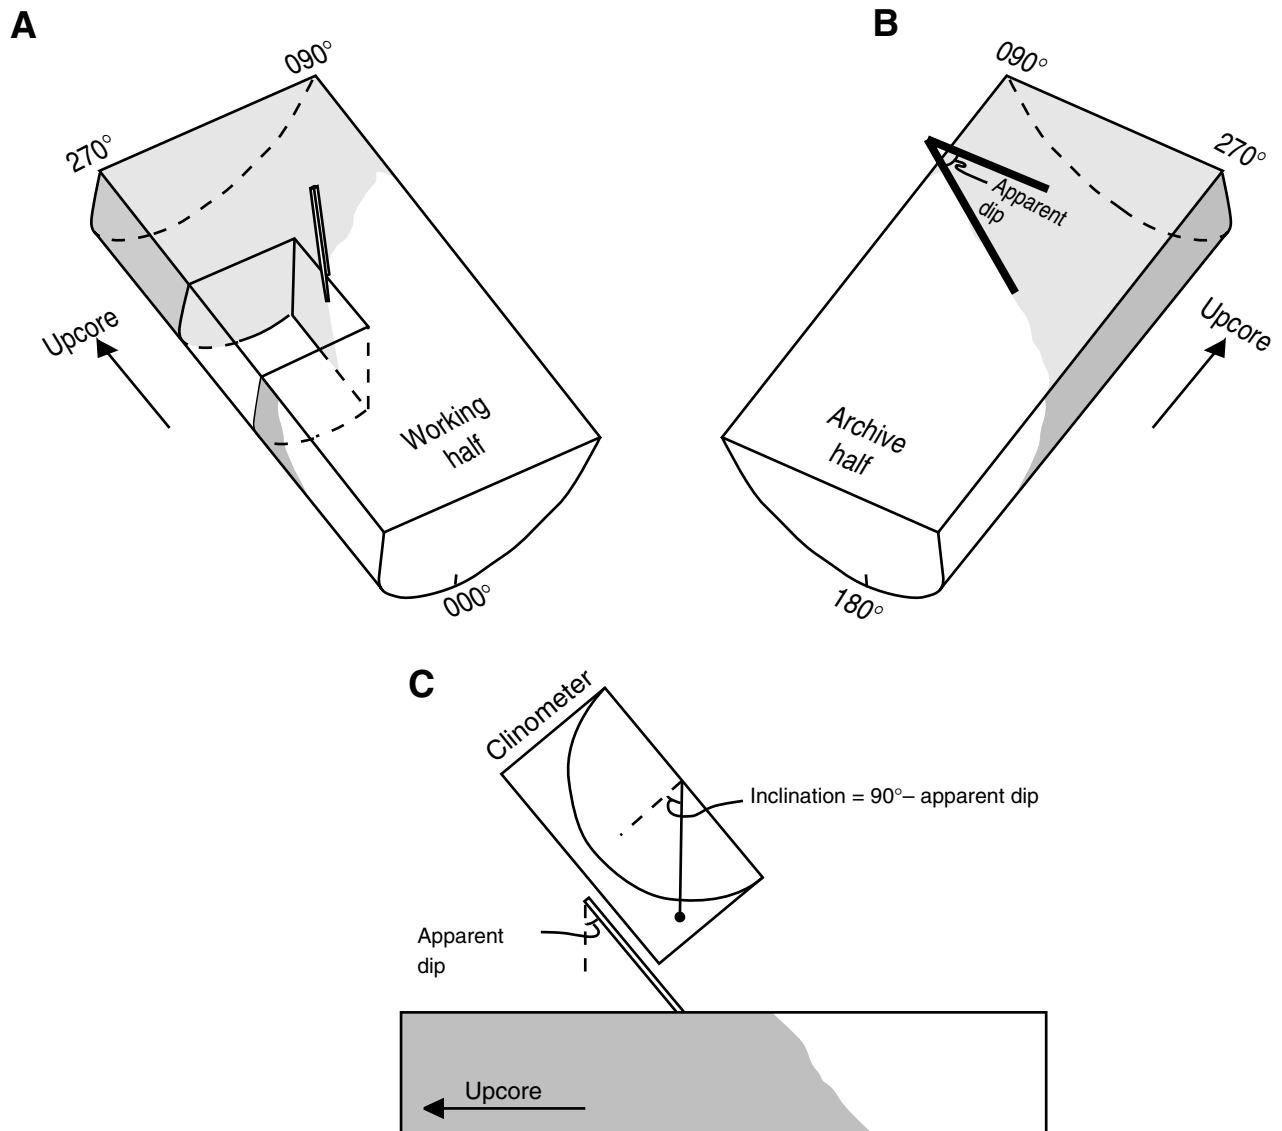 A
090°
270°
Upcore
Working
half
000°
B
090°
270°
Apparent
dip
Upcore
Archive
half
180°
C
Clinometer
Inclination = 90°– apparent dip
Apparent
dip
Upcore